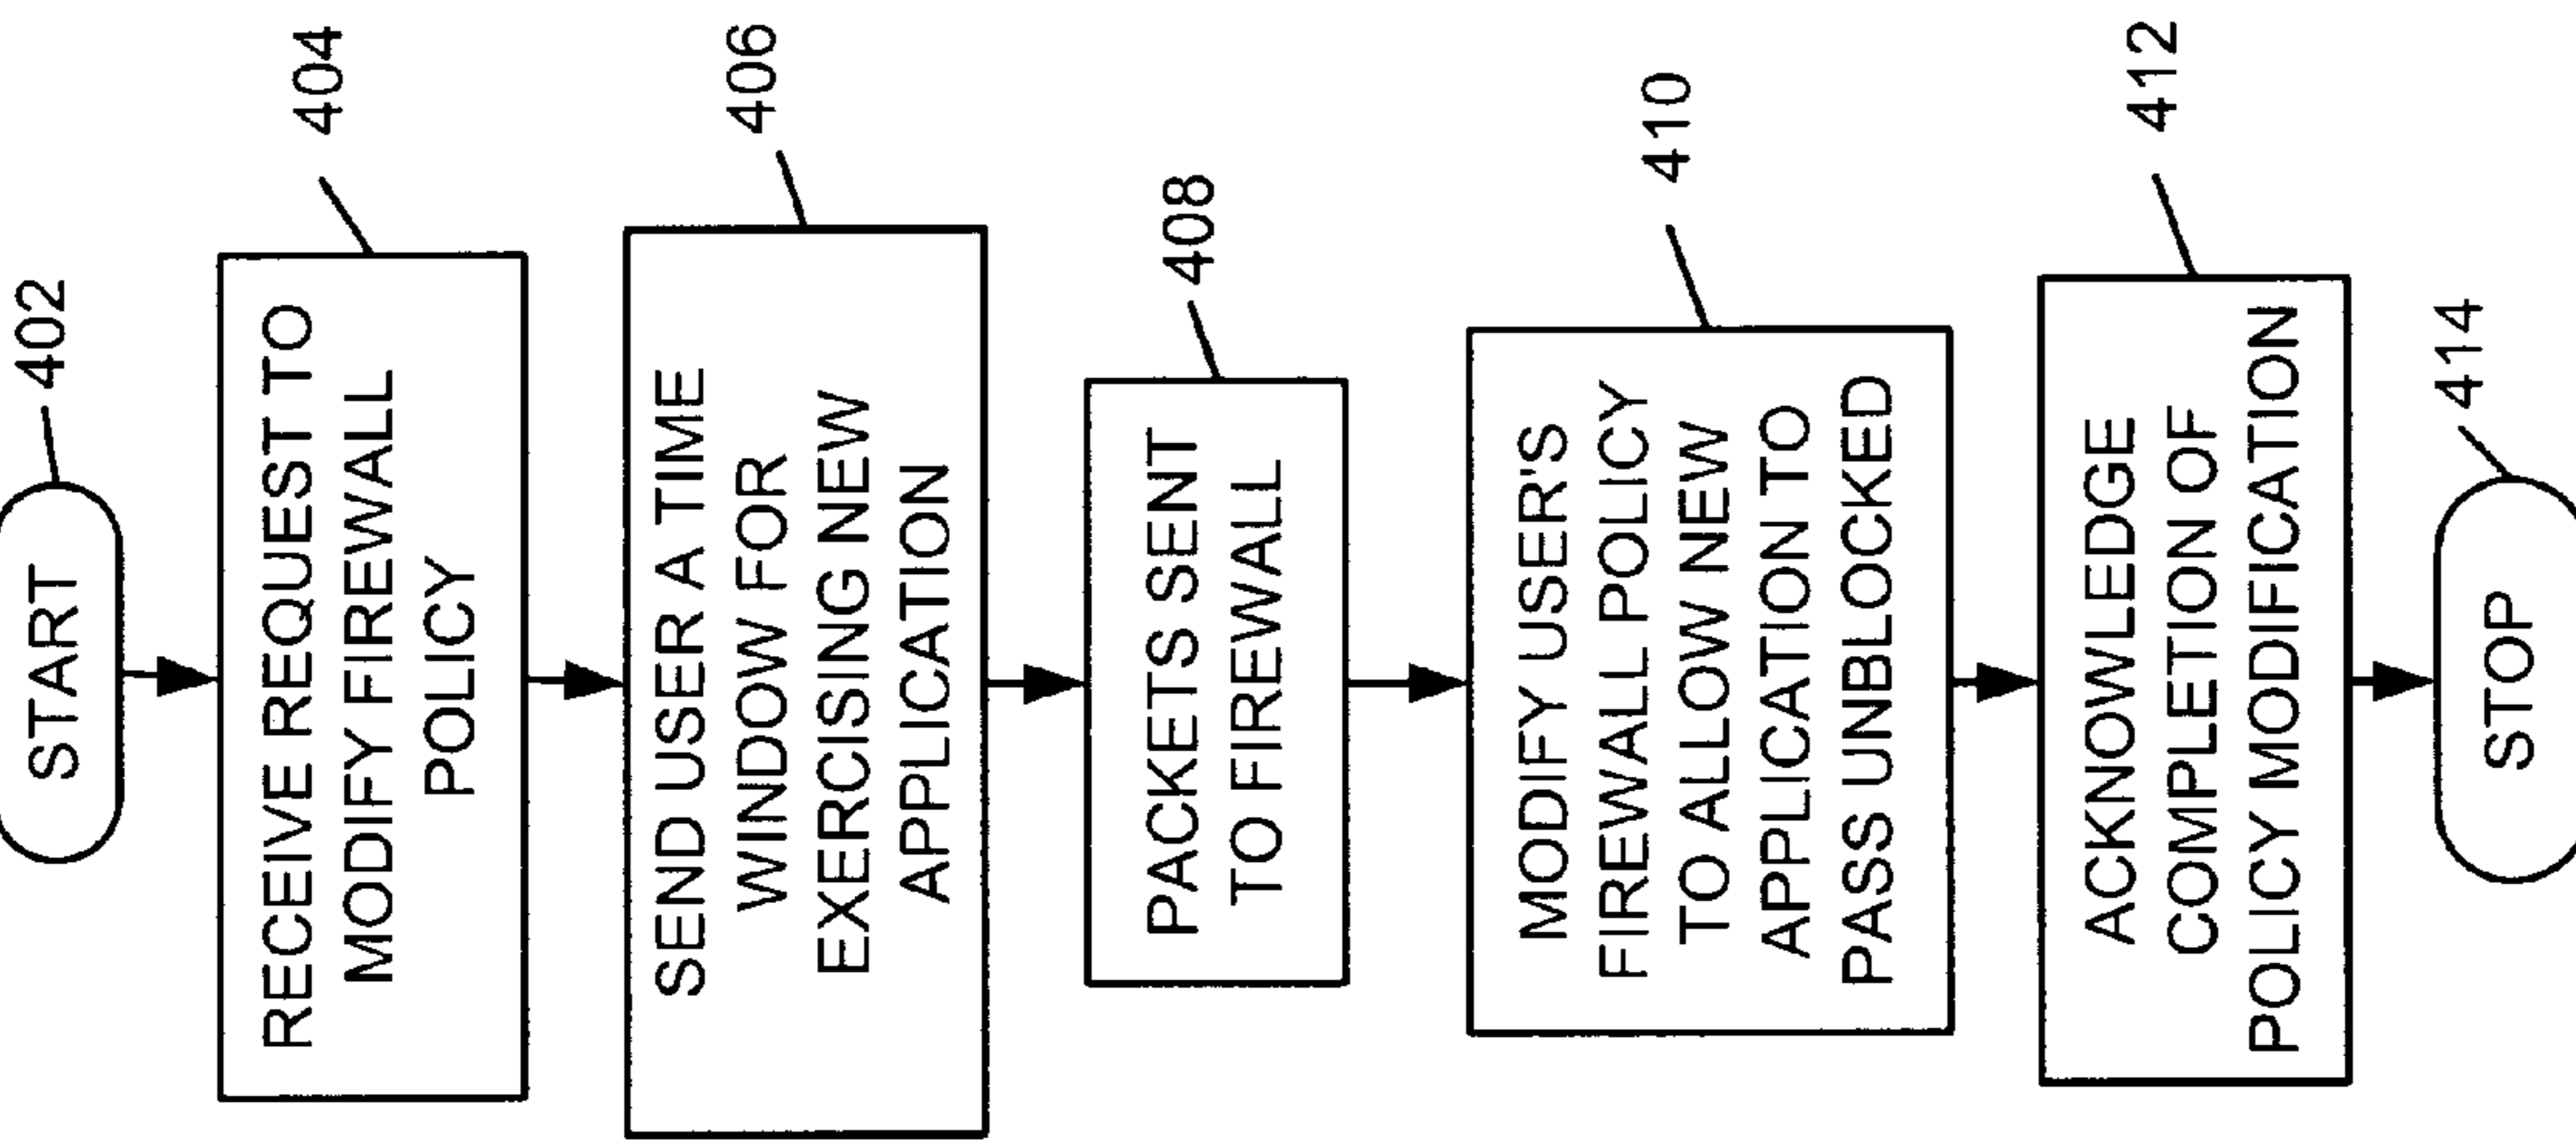 START
402
RECEIVE REQUEST TO
MODIFY FIREWALL
POLICY
404
SEND USER A TIME
WINDOW FOR
EXERCISING NEW
APPLICATION
406
PACKETS SENT
TO FIREWALL
408
MODIFY USER'S
FIREWALL POLICY
TO ALLOW NEW
APPLICATION TO
PASS UNBLOCKED
410
ACKNOWLEDGE
COMPLETION OF
POLICY MODIFICATION
412
STOP
414